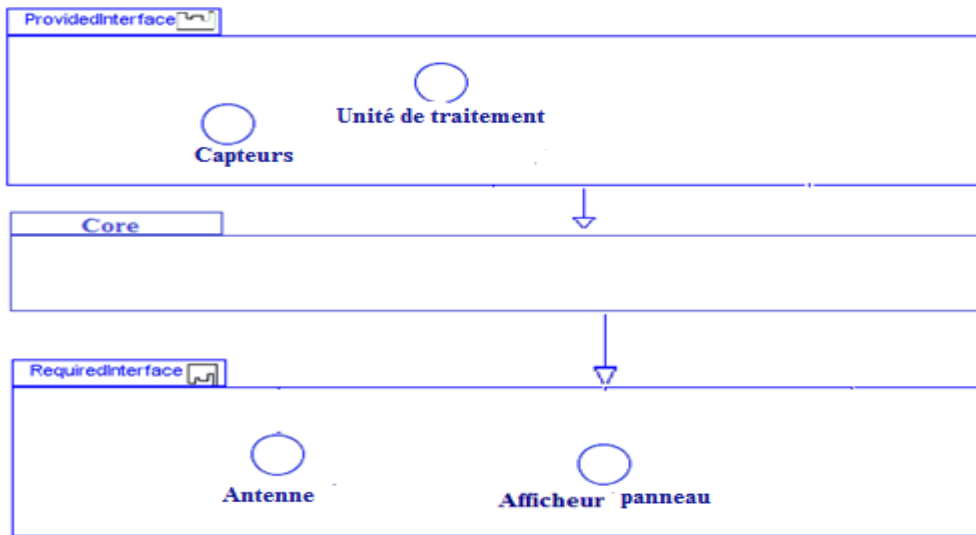 ProvidedInterface
Unité de traitement
Capteurs
Core
RequiredInterface
Antenne
Afficheur panneau